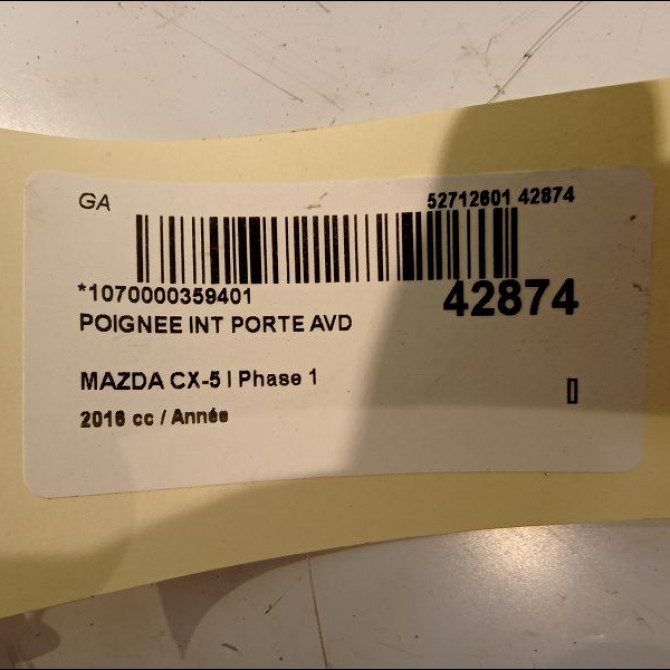 GA
52712601 42874
*1070000359401
42874
POIGNEE INT PORTE AVD
MAZDA CX-5 I Phase 1
2016 cc / Année